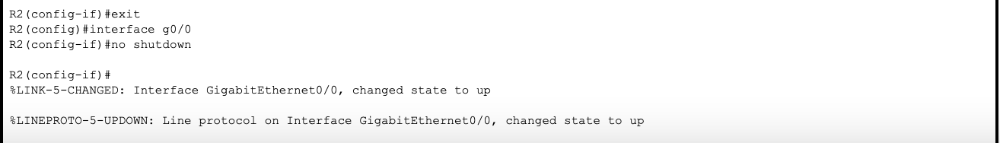 R2(config-if)#exit
R2(config)#interface g0/0
R2(config-if)#no shutdown
R2(config-if)#
%LINK-5-CHANGED: Interface GigabitEthernet0/0, changed state to up
%LINEPROTO-5-UPDOWN: Line protocol on Interface GigabitEthernet0/0, changed state to up